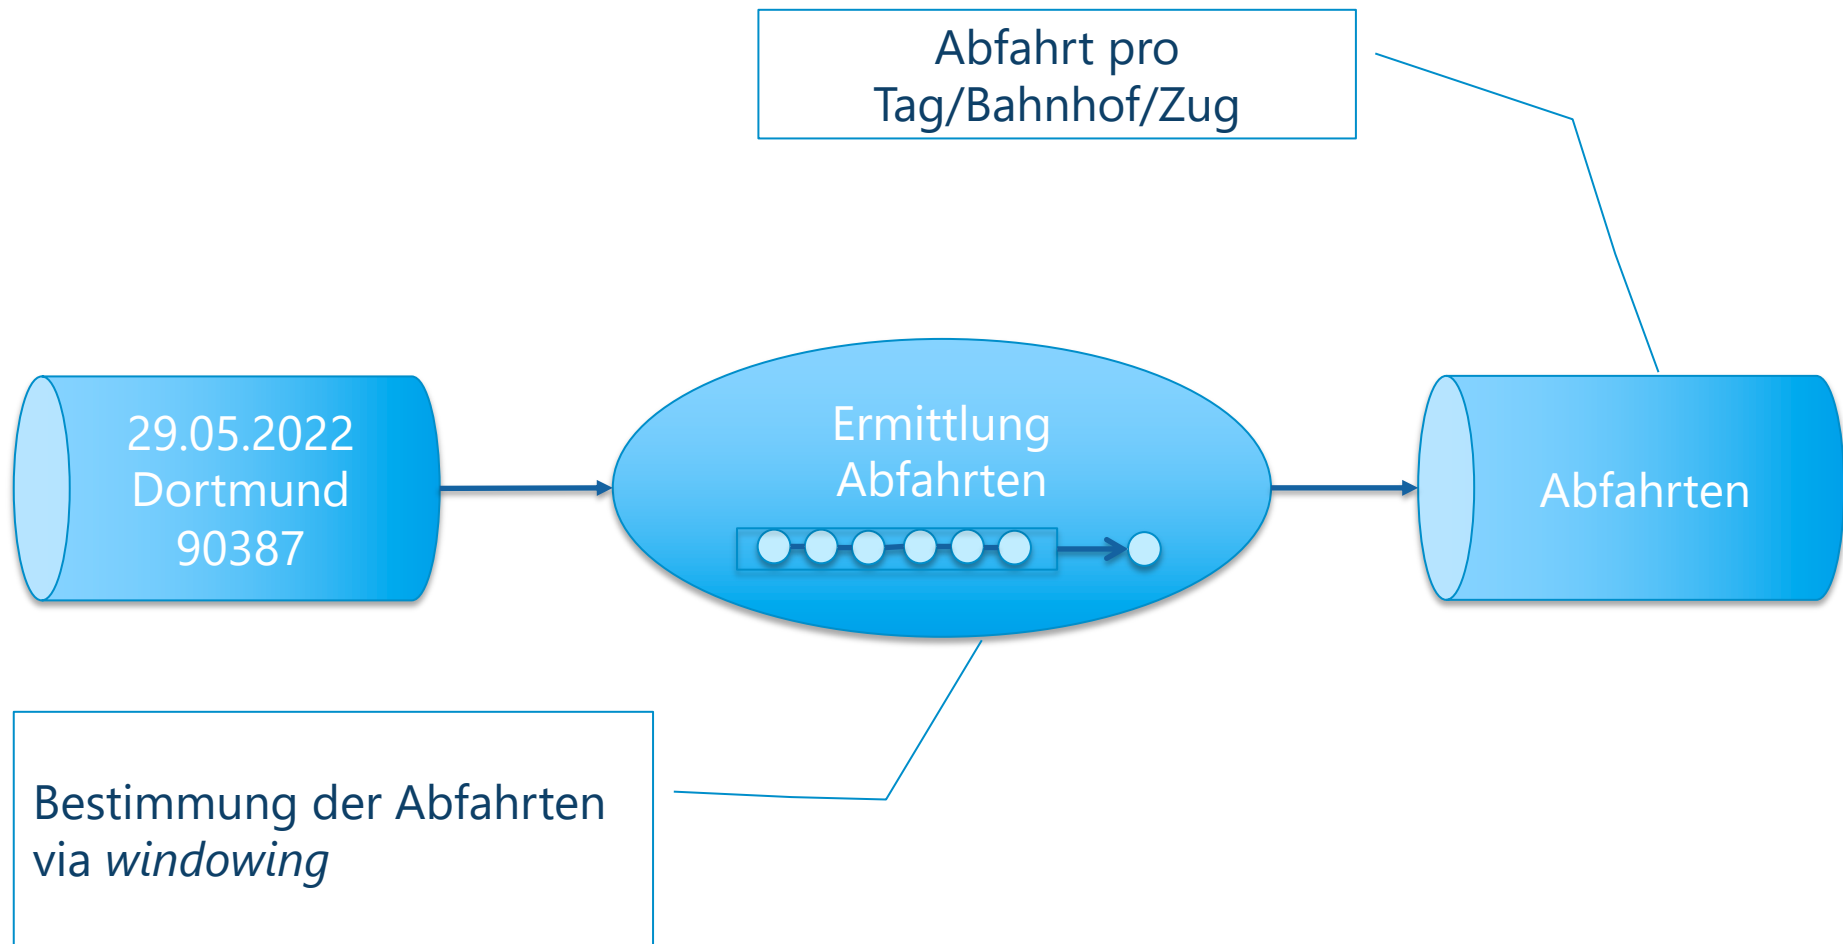 Abfahrt pro
Tag/Bahnhof/Zug
29.05.2022
Dortmund
90387
Ermittlung
Abfahrten
Abfahrten
Bestimmung der Abfahrten
via windowing